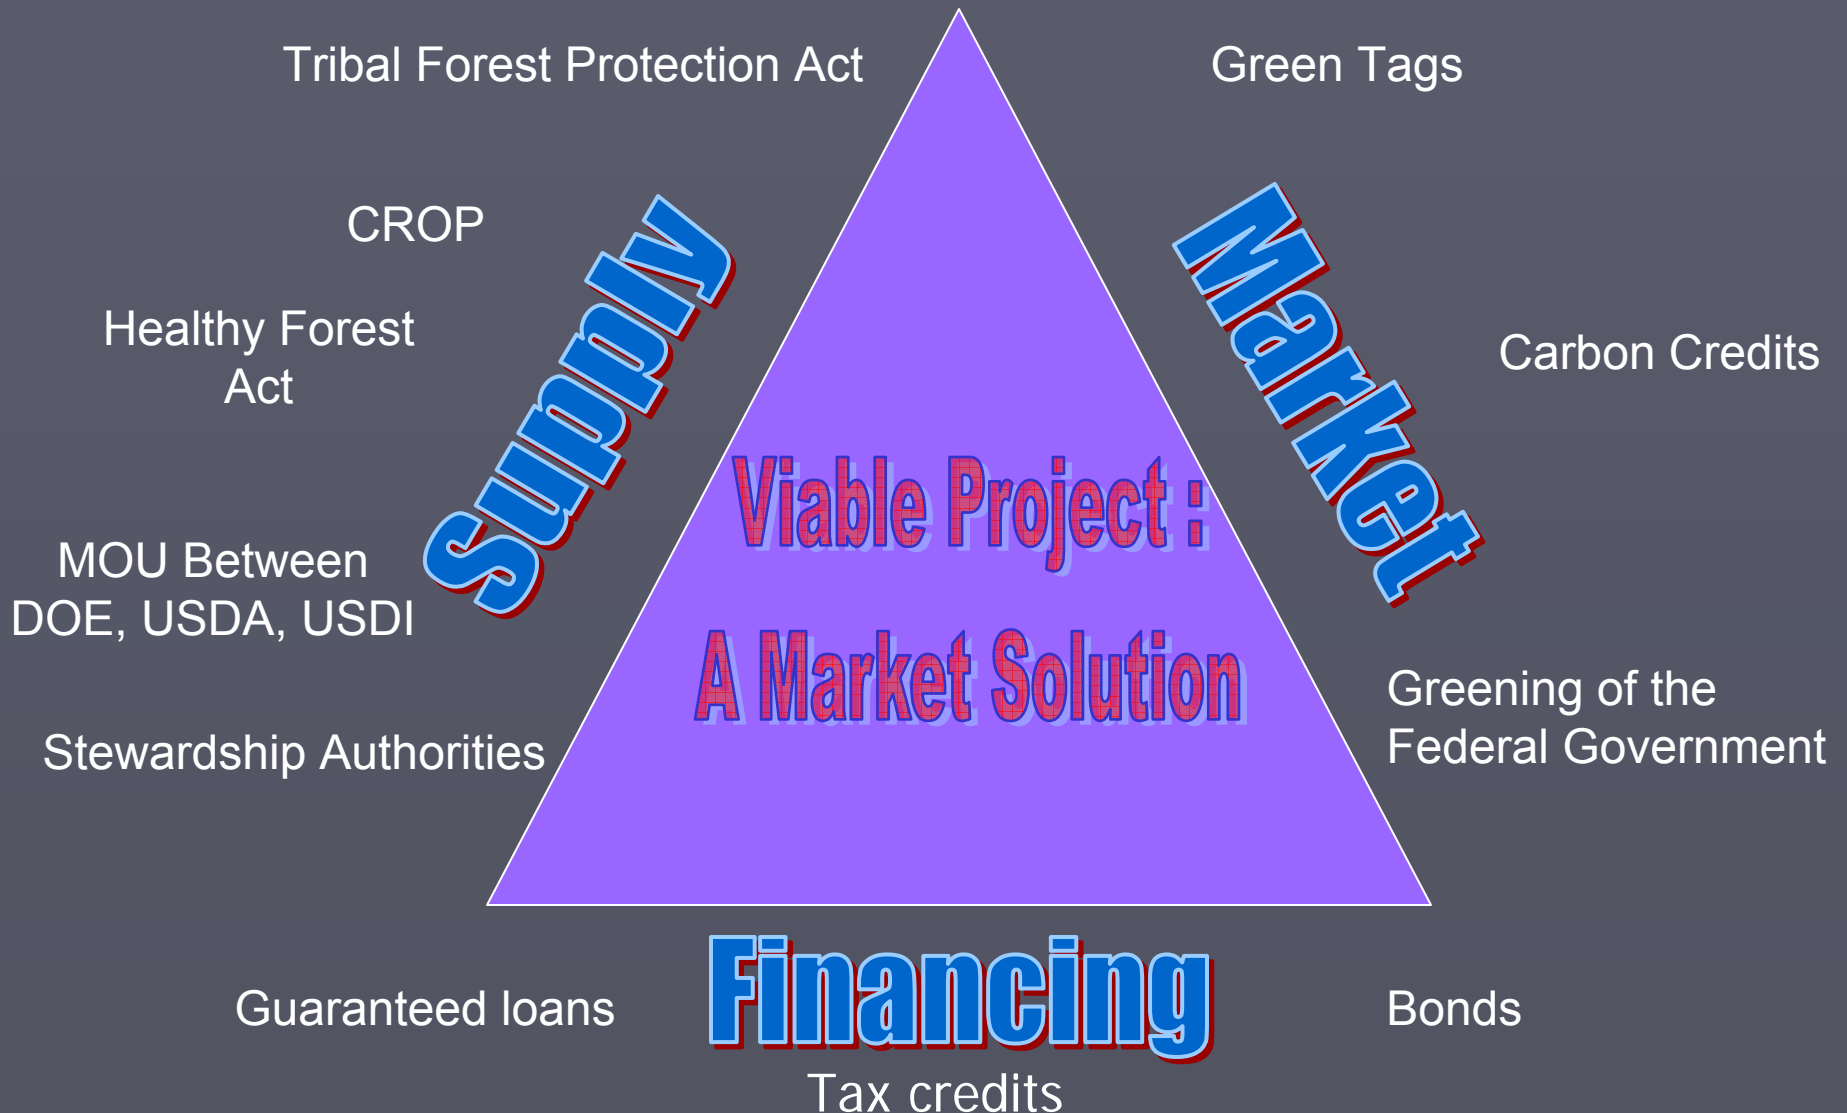 Tribal Forest Protection Act
Green Tags
CROP
Supply
Market
Healthy Forest
Act
Carbon Credits
Viable Project :
A Market Solution
MOU Between
DOE, USDA, USDI
Stewardship Authorities
Greening of the
Federal Government
Guaranteed loans
Financing
Bonds
Tax credits